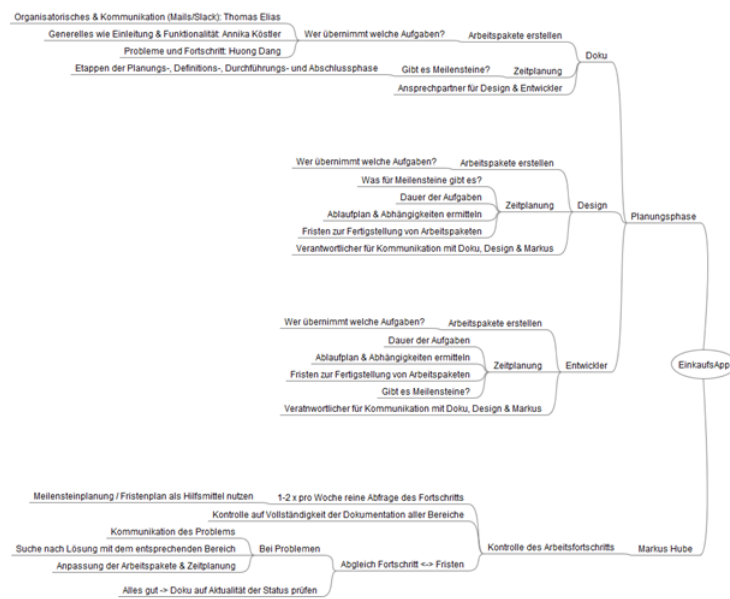 Organisatorisches & Kommunikation (Mails/Slack): Thomas Elias
Generelles wie Einleitung & Funktionalität: Annika Köstler
Probleme und Fortschritt: Huong Dang
Wer übernimmt welche Aufgaben?
Arbeitspakete erstellen
Etappen der Planungs-, Definitions-, Durchführungs- und Abschlussphase
Gibt es Meilensteine?
Zeitplanung
Ansprechpartner für Design & Entwickler
Doku
Wer übernimmt welche Aufgaben?
Arbeitspakete erstellen
Was für Meilensteine gibt es?
Dauer der Aufgaben
Ablaufplan & Abhängigkeiten ermitteln
Fristen zur Fertigstellung von Arbeitspaketen
Zeitplanung
Verantwortlicher für Kommunikation mit Doku, Design & Markus
Design
Planungsphase
Wer übernimmt welche Aufgaben?
Arbeitspakete erstellen
Dauer der Aufgaben
Ablaufplan & Abhängigkeiten ermitteln
Fristen zur Fertigstellung von Arbeitspaketen
Gibt es Meilensteine?
Zeitplanung
Veratnwortlicher für Kommunikation mit Doku, Design & Markus
Entwickler
EinkaufsApp
Meilensteinplanung / Fristenplan als Hilfsmittel nutzen
1-2 x pro Woche reine Abfrage des Fortschritts
Kontrolle auf Vollständigkeit der Dokumentation aller Bereiche
Kommunikation des Problems
Suche nach Lösung mit dem entsprechenden Bereich
Anpassung der Arbeitspakete & Zeitplanung
Bei Problemen
Alles gut -> Doku auf Aktualität der Status prüfen
Abgleich Fortschritt <-> Fristen
Kontrolle des Arbeitsfortschritts
Markus Hube